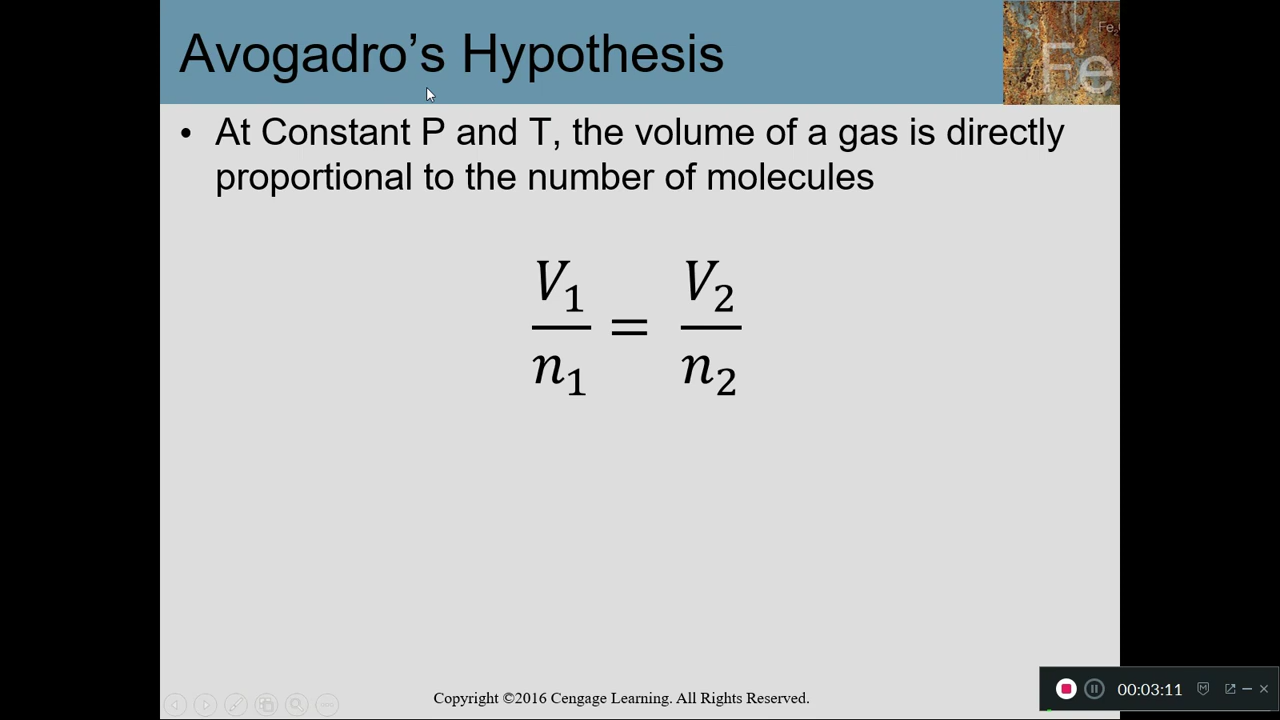 Avogadro’s Hypothesis
Fe
Fe
• At Constant P and T, the volume of a gas is directly
proportional to the number of molecules
V₁/n₁ = V₂/n₂
Copyright ©2016 Cengage Learning. All Rights Reserved.
00:03:11